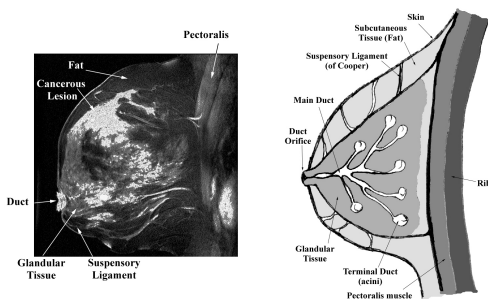 Pectoralis
Fat
Cancerous
Lesion
Duct
Glandular
Tissue
Suspensory
Ligament
Skin
Subcutaneous
Tissue (Fat)
Suspensory Ligament
(of Cooper)
Main Duct
Duct
Orifice
Rib
Glandular
Tissue
Terminal Duct
(acini)
Pectoralis muscle